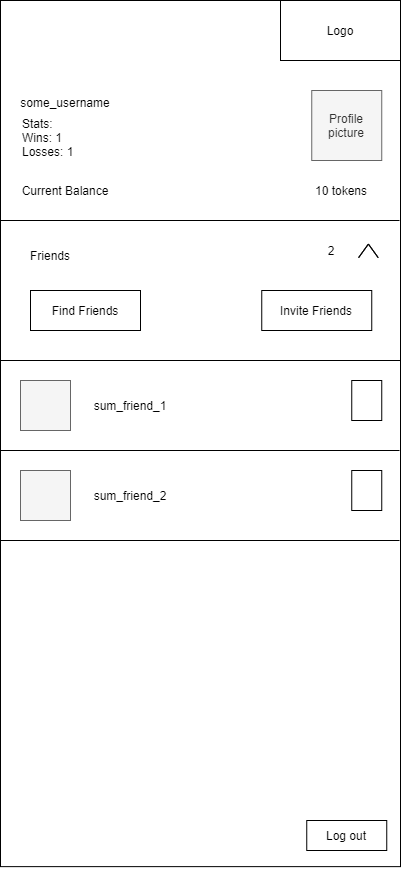 Logo
some_username
Profile
picture
Stats:
Wins: 1
Losses: 1
Current Balance
10 tokens
Friends
2
Find Friends
Invite Friends
sum_friend_1
sum_friend_2
Log out